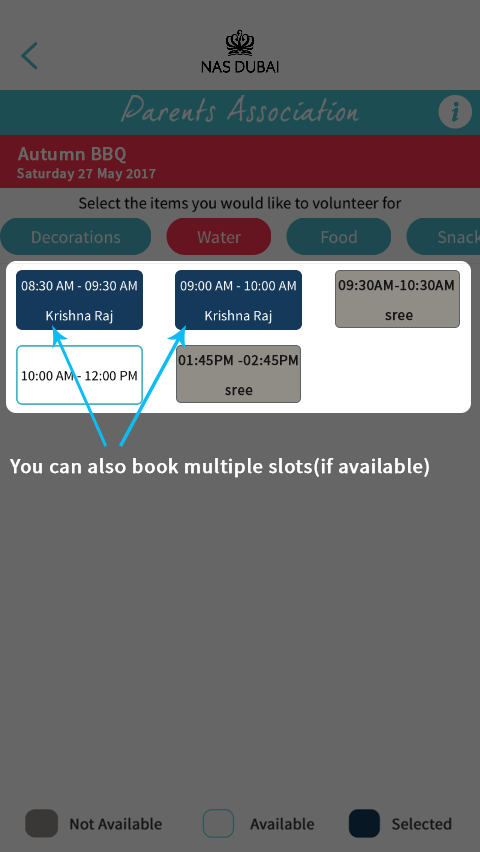 NAS DUBAI
Parents Association
i
Autumn BBQ
Saturday 27 May 2017
Select the items you would like to volunteer for
Decorations Water Food Snack
08:30 AM - 09:30 AM 09:00 AM - 10:00 AM 09:30AM-10:30AM
Krishna Raj Krishna Raj sree
10:00 AM - 12:00 PM 01:45PM -02:45PM
sree
You can also book multiple slots(if available)
Not Available Available Selected